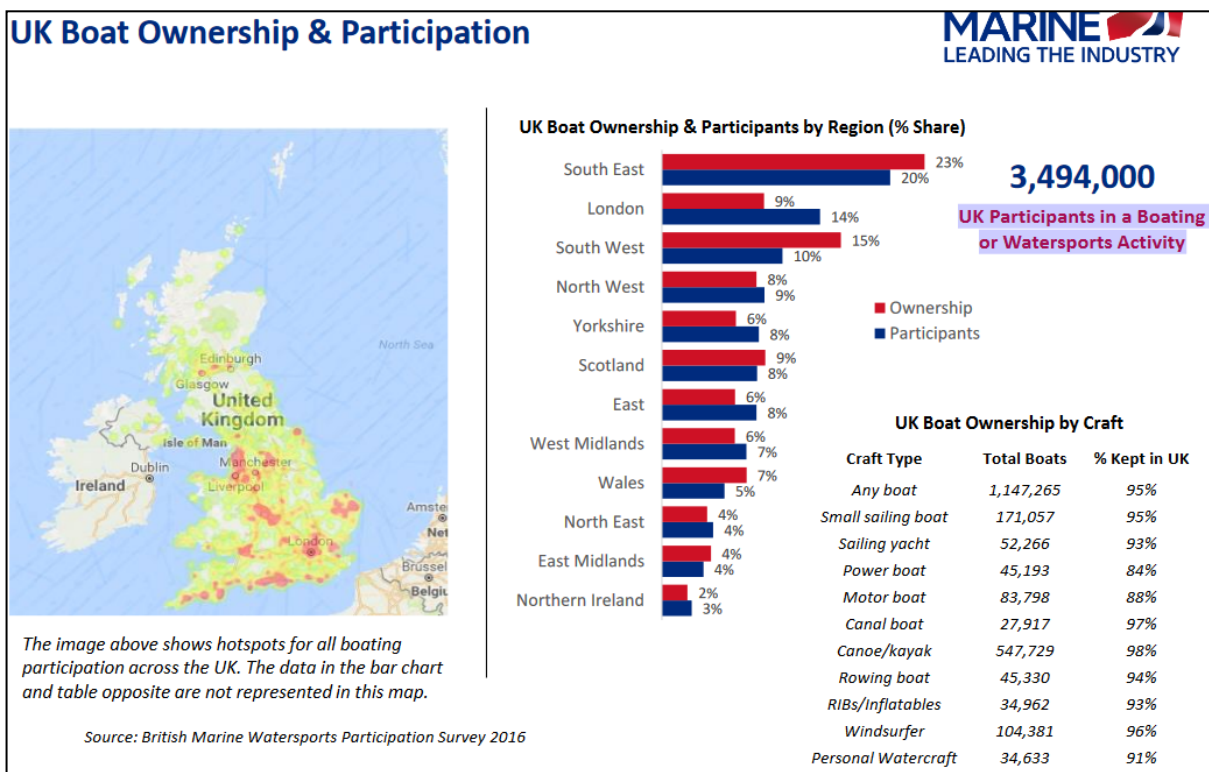 UK Boat Ownership & Participation
MARINE
LEADING THE INDUSTRY
UK Boat Ownership & Participants by Region (% Share)
South East
23%
20%
London
9%
14%
South West
15%
10%
North West
8%
9%
Yorkshire
6%
8%
Scotland
9%
8%
East
6%
8%
West Midlands
6%
7%
Wales
7%
5%
North East
4%
4%
East Midlands
4%
4%
Northern Ireland
2%
3%
Ownership
Participants
3,494,000
UK Participants in a Boating
or Watersports Activity
North Sea
Edinburgh
Glasgow
United
Kingdom
Isle of Man
Dublin
Ireland
Manchester
Liverpool
London
Amste
Net
Brussel
Belgiu
The image above shows hotspots for all boating
participation across the UK. The data in the bar chart
and table opposite are not represented in this map.
Source: British Marine Watersports Participation Survey 2016
UK Boat Ownership by Craft
Craft Type Total Boats % Kept in UK
Any boat 1,147,265 95%
Small sailing boat 171,057 95%
Sailing yacht 52,266 93%
Power boat 45,193 84%
Motor boat 83,798 88%
Canal boat 27,917 97%
Canoe/kayak 547,729 98%
Rowing boat 45,330 94%
RIBs/Inflatables 34,962 93%
Windsurfer 104,381 96%
Personal Watercraft 34,633 91%